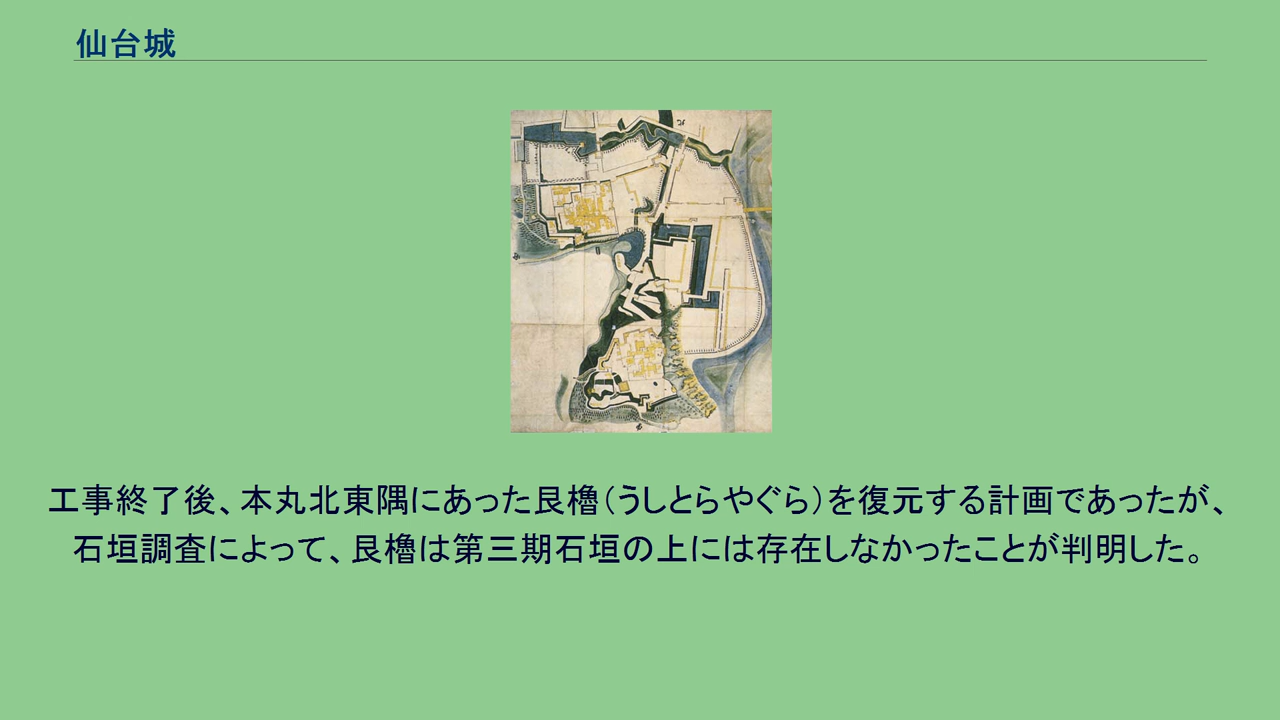 仙台城
工事終了後、本丸北東隅にあった艮櫓（うしとらやぐら）を復元する計画であったが、
石垣調査によって、艮櫓は第三期石垣の上には存在しなかったことが判明した。